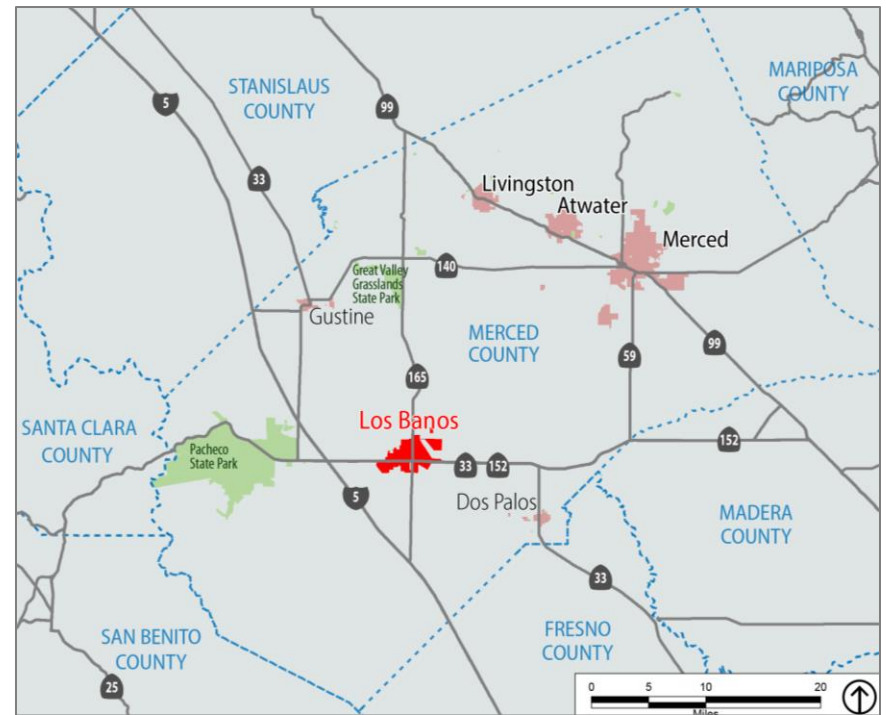 STANISLAUS
COUNTY
MARIPOSA
COUNTY
5
99
33
Livingston
Atwater
Merced
Great Valley
Grasslands
State Park
140
Gustine
MERCED
COUNTY
59
99
165
SANTA CLARA
COUNTY
Los Banos
Pacheco
State Park
33
152
152
5
Dos Palos
MADERA
COUNTY
33
SAN BENITO
COUNTY
FRESNO
COUNTY
25
0 5 10 20
Miles